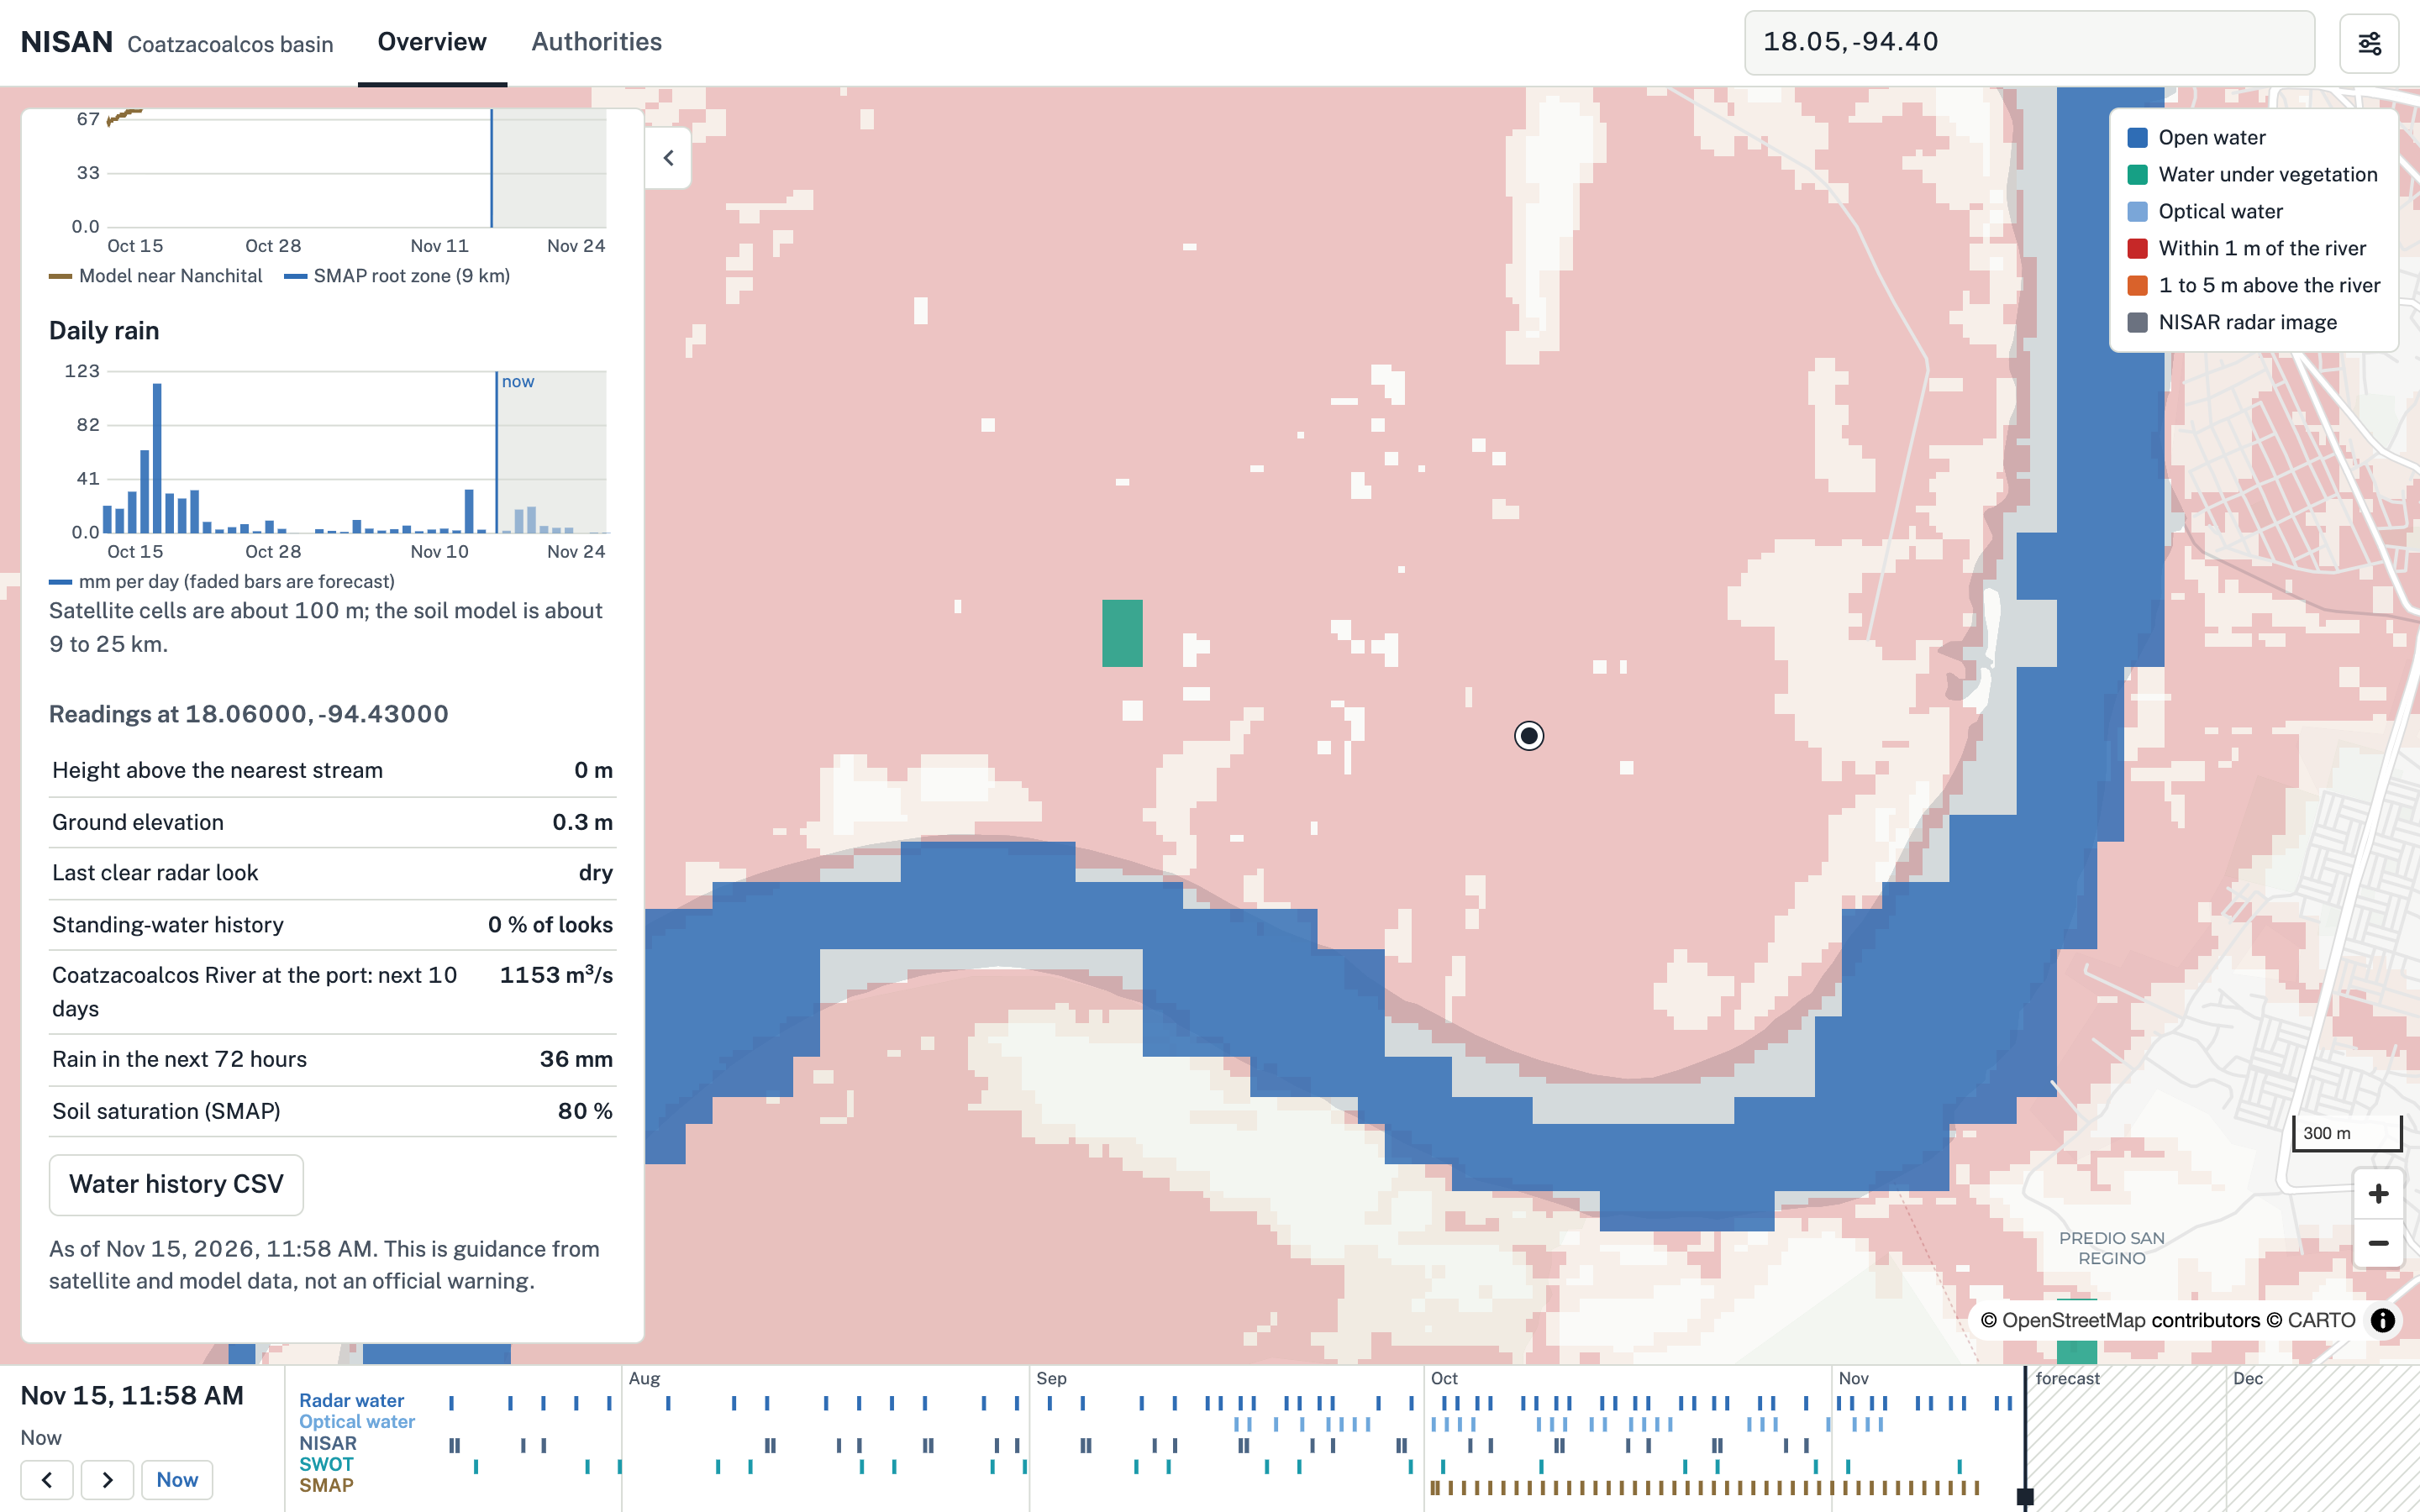 NISAN Coatzacoalcos basin Overview Authorities
18.05, -94.40
67
33
0.0
Oct 15 Oct 28 Nov 11 Nov 24
Model near Nanchital SMAP root zone (9 km)
Daily rain
123
now
82
41
0.0
Oct 15 Oct 28 Nov 10 Nov 24
mm per day (faded bars are forecast)
Satellite cells are about 100 m; the soil model is about
9 to 25 km.
Readings at 18.06000, -94.43000
Height above the nearest stream 0 m
Ground elevation 0.3 m
Last clear radar look dry
Standing-water history 0 % of looks
Coatzacoalcos River at the port: next 10 1153 m³/s
days
Rain in the next 72 hours 36 mm
Soil saturation (SMAP) 80 %
Water history CSV
As of Nov 15, 2026, 11:58 AM. This is guidance from
satellite and model data, not an official warning.
Open water
Water under vegetation
Optical water
Within 1 m of the river
1 to 5 m above the river
NISAR radar image
300 m
PREDIO SAN
REGINO
© OpenStreetMap contributors © CARTO
Nov 15, 11:58 AM
Now
Now
Aug Sep Oct Nov forecast Dec
Radar water
Optical water
NISAR
SWOT
SMAP